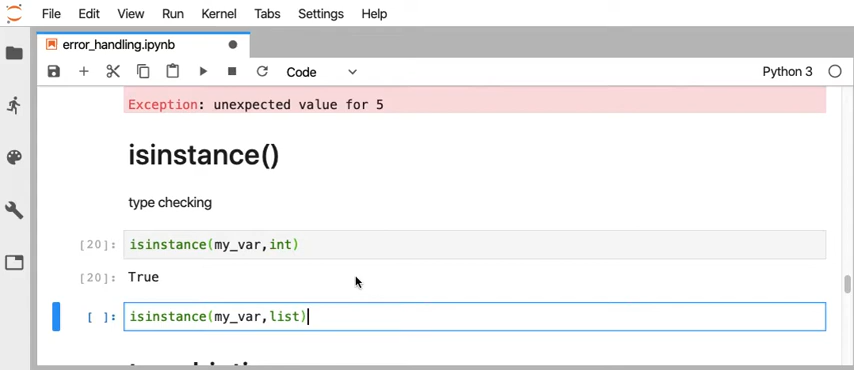 File Edit View Run Kernel Tabs Settings Help
error_handling.ipynb
Code Python 3
Exception: unexpected value for 5
isinstance()
type checking
[20]: isinstance(my_var,int)
[20]: True
[ ]: isinstance(my_var,list)